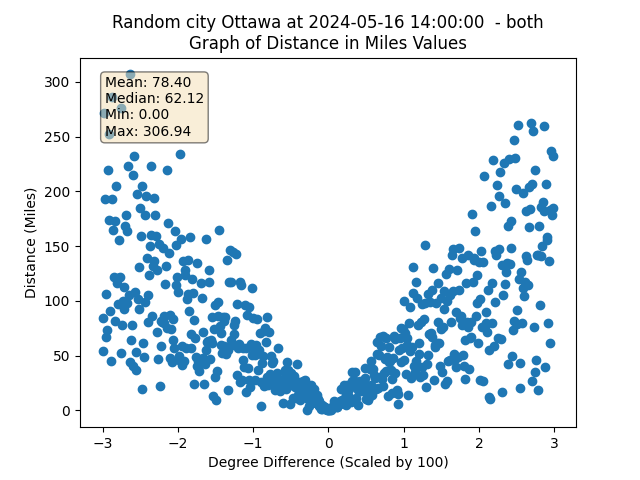 Random city Ottawa at 2024-05-16 14:00:00  - both
Graph of Distance in Miles Values
Mean: 78.40
Median: 62.12
Min: 0.00
Max: 306.94
300
250
200
150
100
50
0
Distance (Miles)
−3
−2
−1
0
1
2
3
Degree Difference (Scaled by 100)